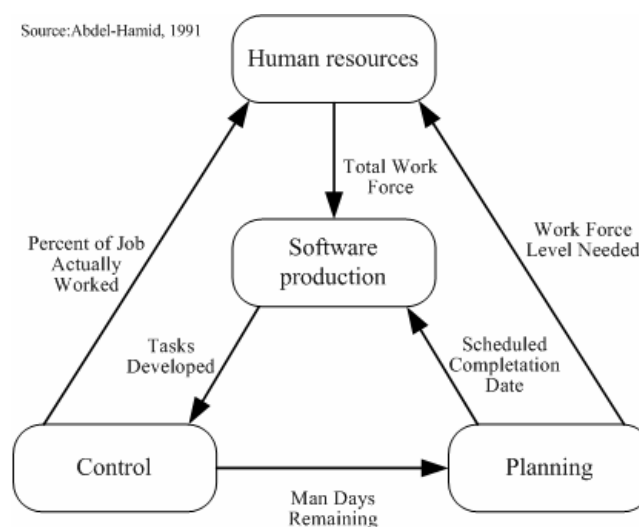 Source:Abdel-Hamid, 1991
Human resources
Total Work
Force
Percent of Job
Actually
Worked
Work Force
Level Needed
Software
production
Tasks
Developed
Scheduled
Completation
Date
Control
Planning
Man Days
Remaining